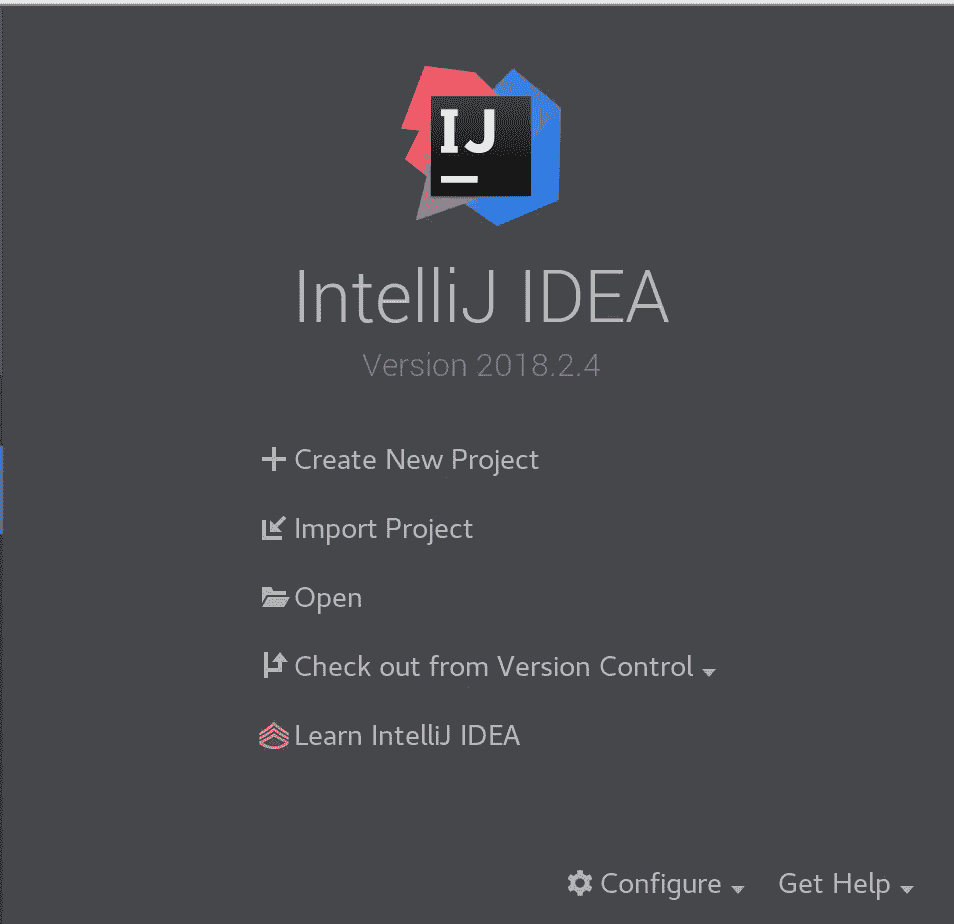 IJ
IntelliJ IDEA
Version 2018.2.4
Create New Project
Import Project
Open
Check out from Version Control
Learn IntelliJ IDEA
Configure Get Help